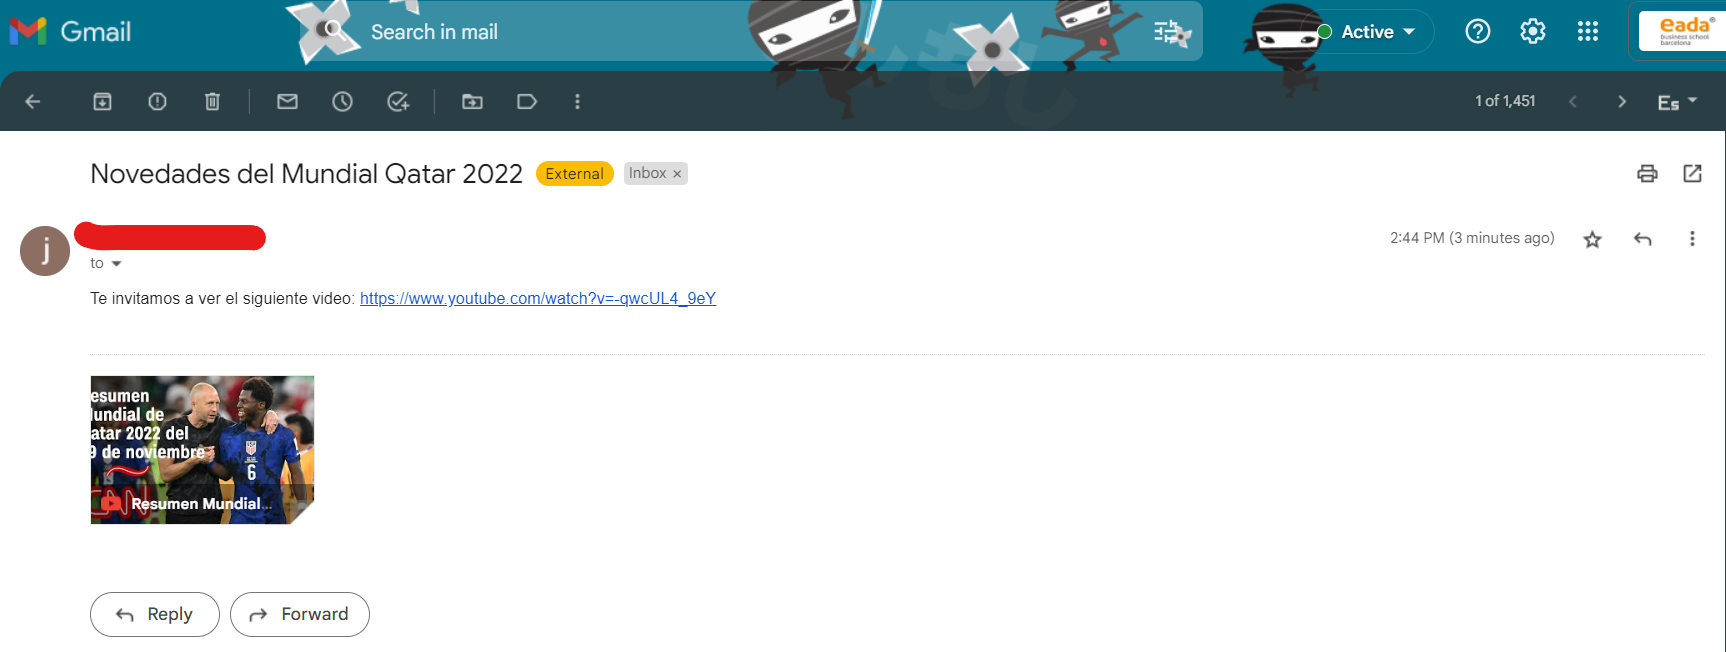 Gmail
Search in mail
Active
eada
business school
barcelona
1 of 1,451
Es
Novedades del Mundial Qatar 2022 External Inbox ×
j
2:44 PM (3 minutes ago)
to
Te invitamos a ver el siguiente video: https://www.youtube.com/watch?v=-qwcUL4_9eY
esumen
undial de
atar 2022 del
9 de noviembre
6
Resumen Mundial...
Reply
Forward